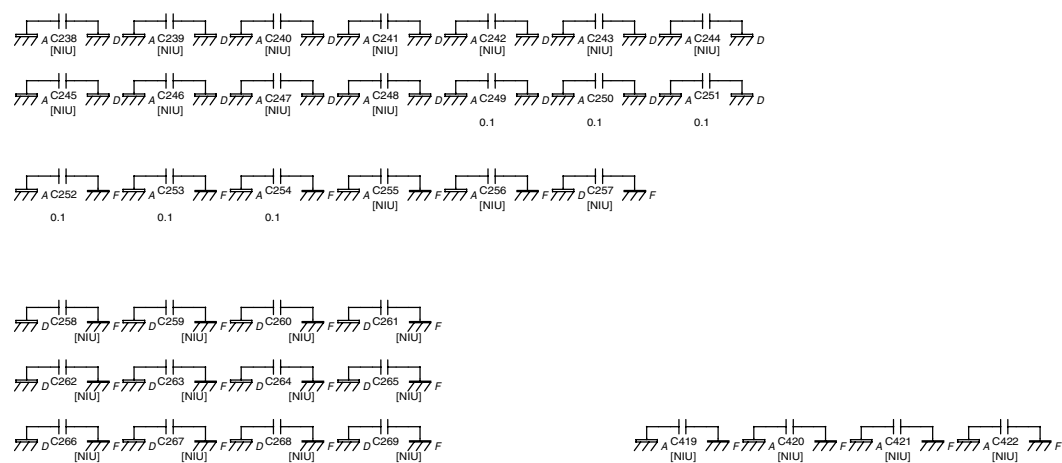 A C238 D A C239 D A C240 D A C241 D A C242 D A C243 D A C244 D
[NIU] [NIU] [NIU] [NIU] [NIU] [NIU] [NIU]
A C245 D A C246 D A C247 D A C248 D A C249 D A C250 D A C251 D
[NIU] [NIU] [NIU] [NIU]
0.1 0.1 0.1
A C252 F A C253 F A C254 F A C255 F A C256 F D C257 F
[NIU] [NIU] [NIU]
0.1 0.1 0.1
D C258 F D C259 F D C260 F D C261 F
[NIU] [NIU] [NIU] [NIU]
D C262 F D C263 F D C264 F D C265 F
[NIU] [NIU] [NIU] [NIU]
D C266 F D C267 F D C268 F D C269 F A C419 F A C420 F A C421 F A C422 F
[NIU] [NIU] [NIU] [NIU] [NIU] [NIU] [NIU] [NIU]